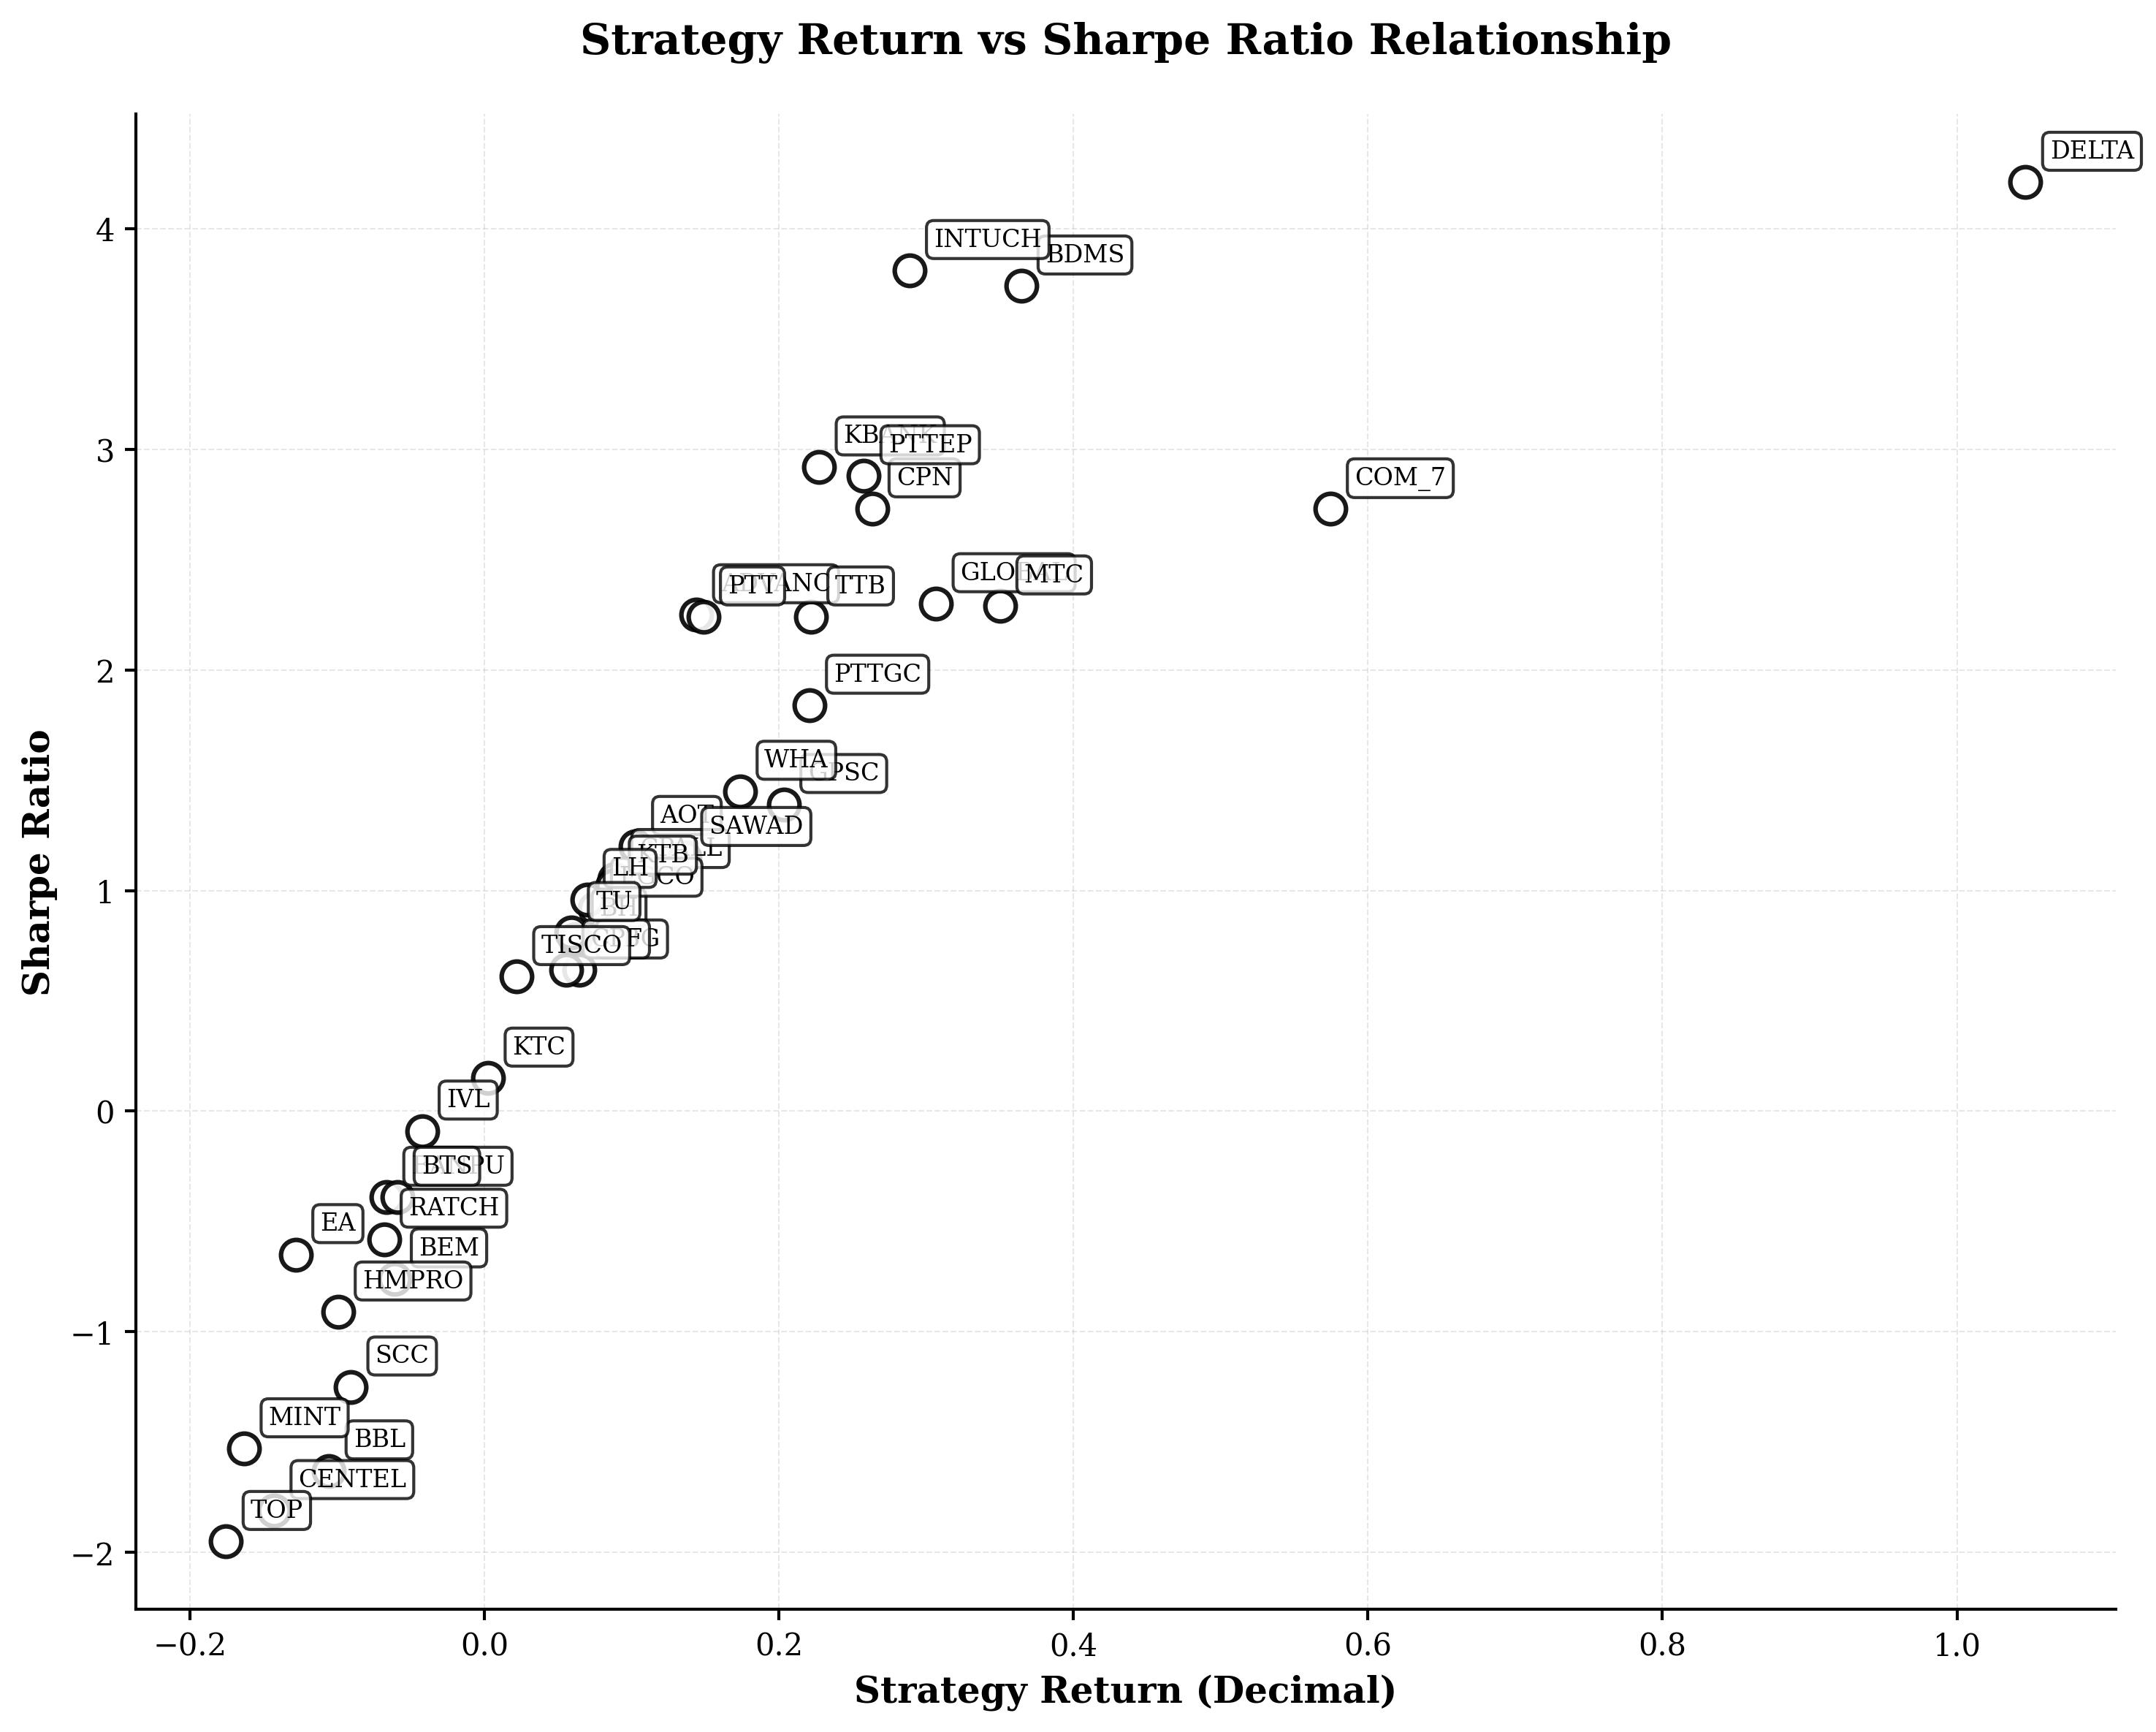 Strategy Return vs Sharpe Ratio Relationship
DELTA
INTUCH
BDMS
KBANK
PTTEP
CPN
COM_7
PTT
TTB
MTC
PTTGC
WHA
GPSC
AOT
SAWAD
KTB
LH
TU
TISCO
KTC
IVL
BTS
RATCH
EA
BEM
HMPRO
SCC
MINT
BBL
CENTEL
TOP
4
3
2
1
0
−1
−2
Sharpe Ratio
−0.2 0.0 0.2 0.4 0.6 0.8 1.0
Strategy Return (Decimal)